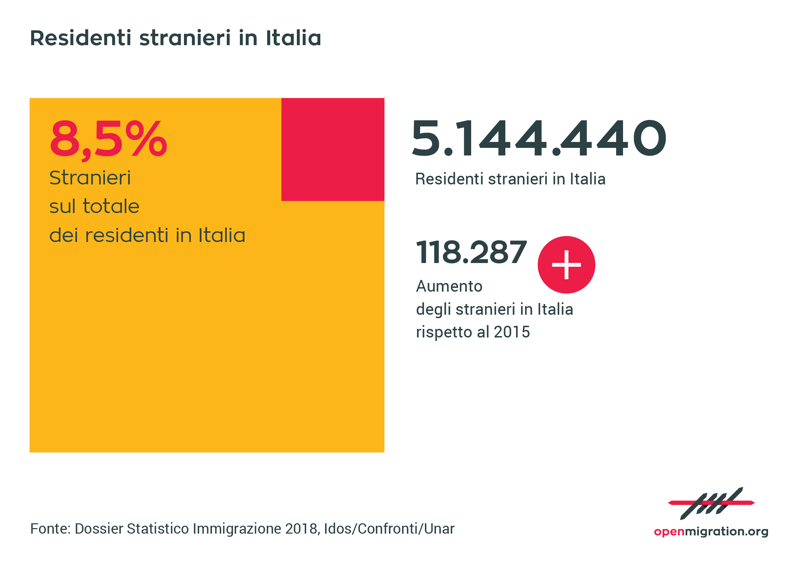 Residenti stranieri in Italia
8,5%
Stranieri
sul totale
dei residenti in Italia
5.144.440
Residenti stranieri in Italia
118.287
Aumento
degli stranieri in Italia
rispetto al 2015
Fonte: Dossier Statistico Immigrazione 2018, Idos/Confronti/Unar
openmigration.org